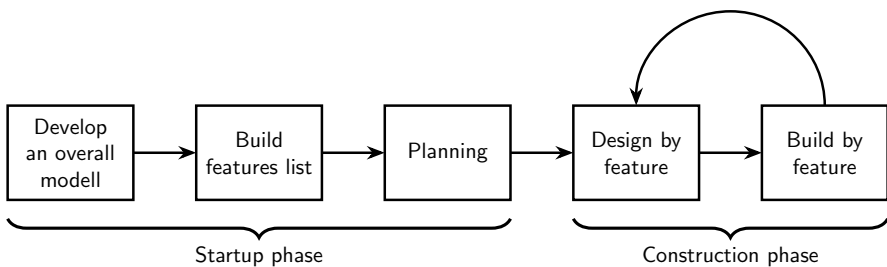 Develop
an overall
modell
Build
features list
Planning
Design by
feature
Build by
feature
Startup phase
Construction phase